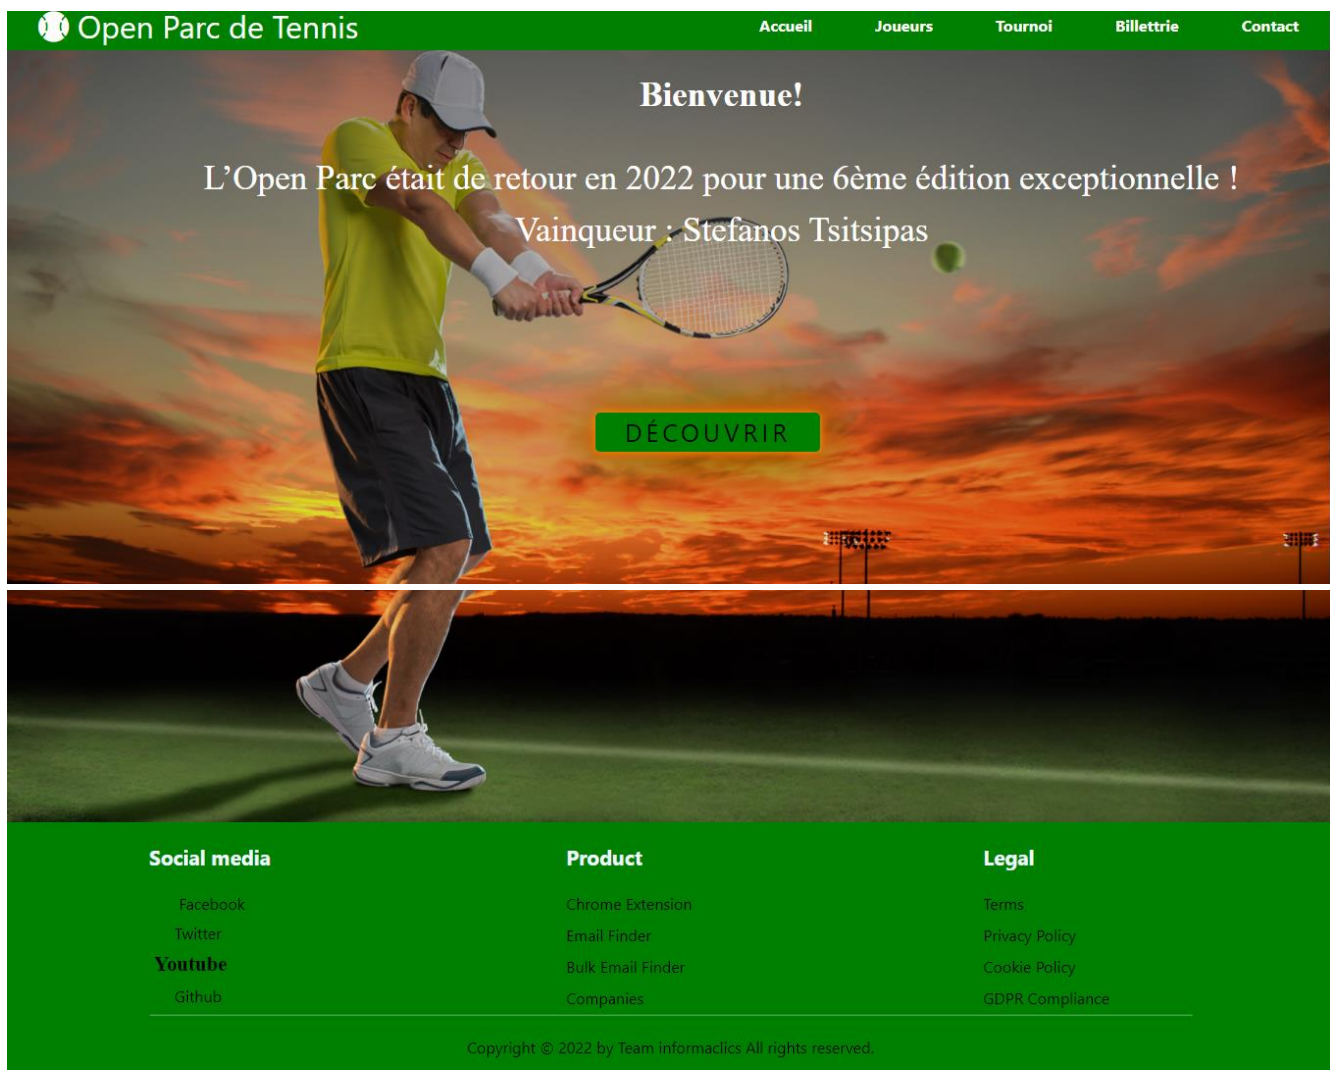 Open Parc de Tennis
Accueil Joueurs Tournoi Billettrie Contact
Bienvenue!
L’Open Parc était de retour en 2022 pour une 6ème édition exceptionnelle !
Vainqueur : Stefanos Tsitsipas
DÉCOUVRIR
Social media
Facebook
Twitter
Youtube
Github
Product
Chrome Extension
Email Finder
Bulk Email Finder
Companies
Legal
Terms
Privacy Policy
Cookie Policy
GDPR Compliance
Copyright © 2022 by Team informaclics All rights reserved.